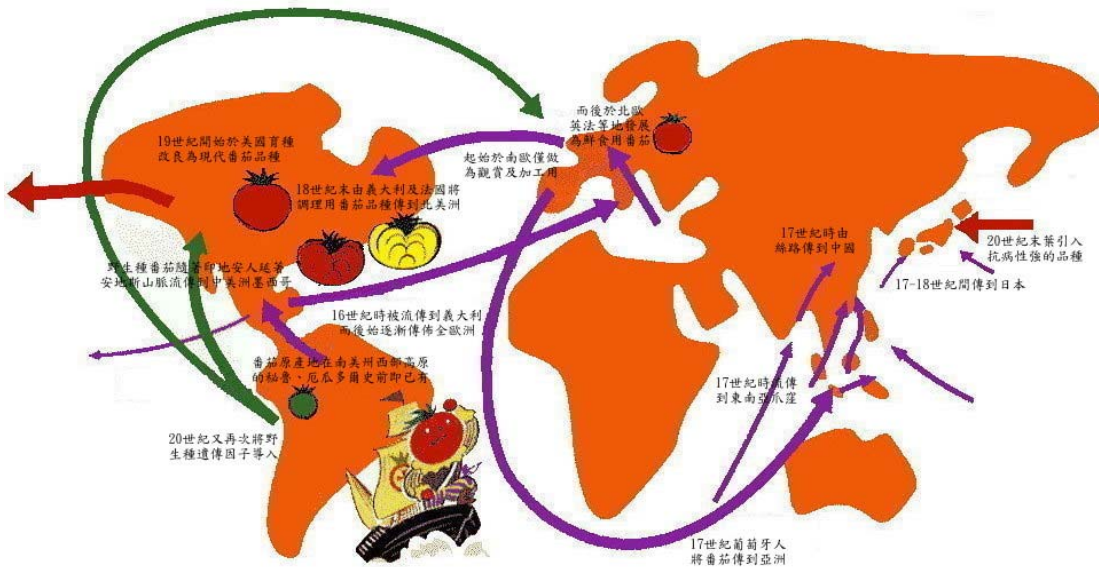 19世紀開始於美國育種
改良為現代番茄品種
18世紀末由義大利及法國將
調理用番茄品種傳到北美洲
起始於南歐僅做
為觀賞及加工用
而後於北歐
英法等地發展
為鮮食用番茄
野生種番茄隨著印地安人延著
安地斯山脈流傳到中美洲墨西哥
16世紀時被流傳到義大利
而後始逐漸傳佈全歐洲
番茄原產地在南美州西部高原
的秘魯、厄瓜多爾史前即已有
20世紀又再次將野
生種遺傳因子導入
17世紀時由
絲路傳到中國
20世紀末葉引入
抗病性強的品種
17-18世紀間傳到日本
17世紀時流傳
到東南亞爪窪
17世紀葡萄牙人
將番茄傳到亞洲